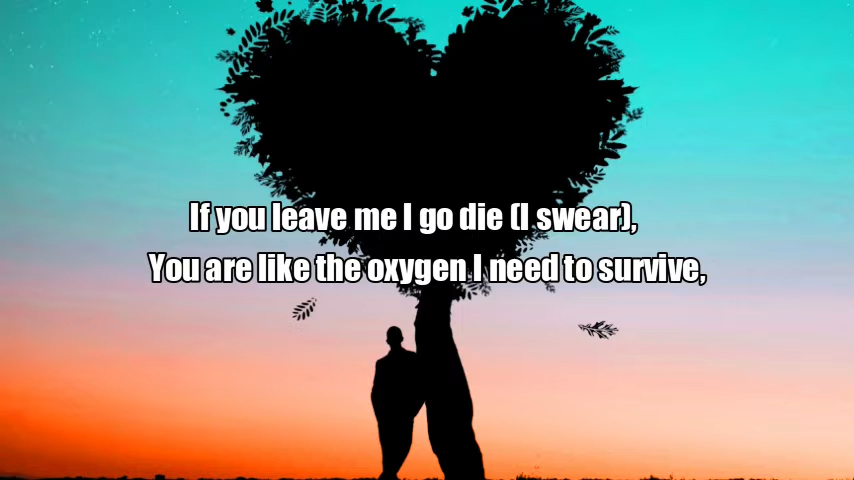 If you leave me I go die (I swear),
You are like the oxygen I need to survive,